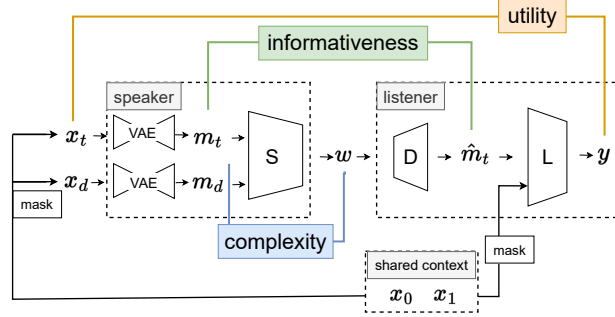 utility
informativeness
speaker
listener
x_t
VAE
m_t
S
w
D
m̂_t
L
y
x_d
VAE
m_d
mask
complexity
mask
shared context
x_0 x_1